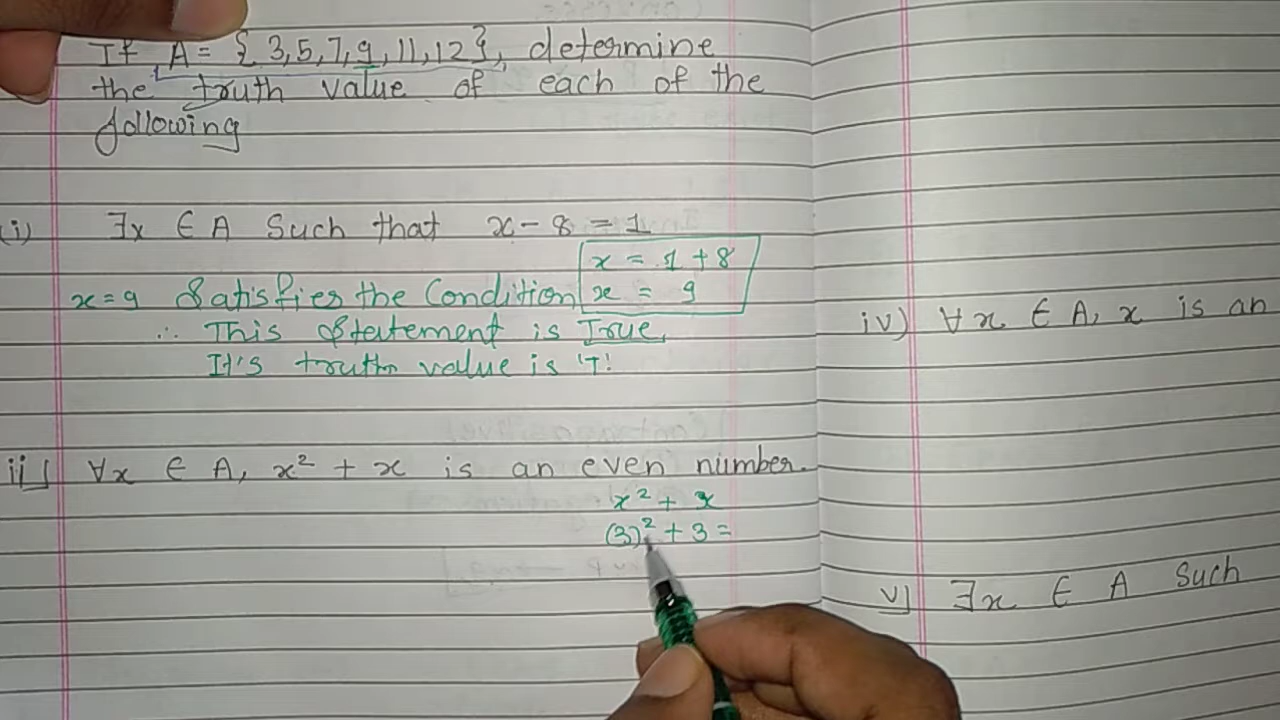 If A = { 3,5,7,9,11,12 }, determine
the truth value of each of the
following
(i) ∃x ∈ A Such that x - 8 = 1
x = 1 + 8
x=9 Satisfies the Condition x = 9
∴ This Statement is True.
It's truth value is 'T'
ii] ∀x ∈ A, x² + x is an even number.
x² + x
(3)² + 3 =
iv) ∀x ∈ A, x is an
v] ∃x ∈ A Such